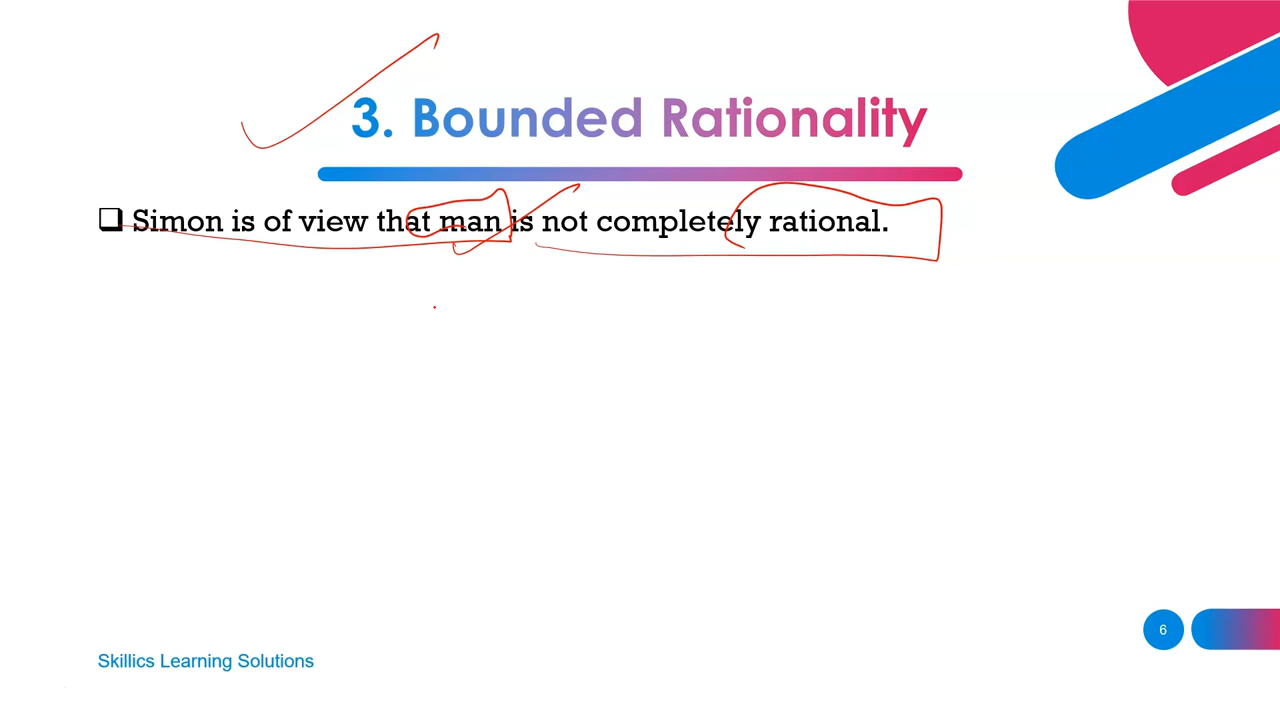 3. Bounded Rationality
❑ Simon is of view that man is not completely rational.
6
Skillics Learning Solutions